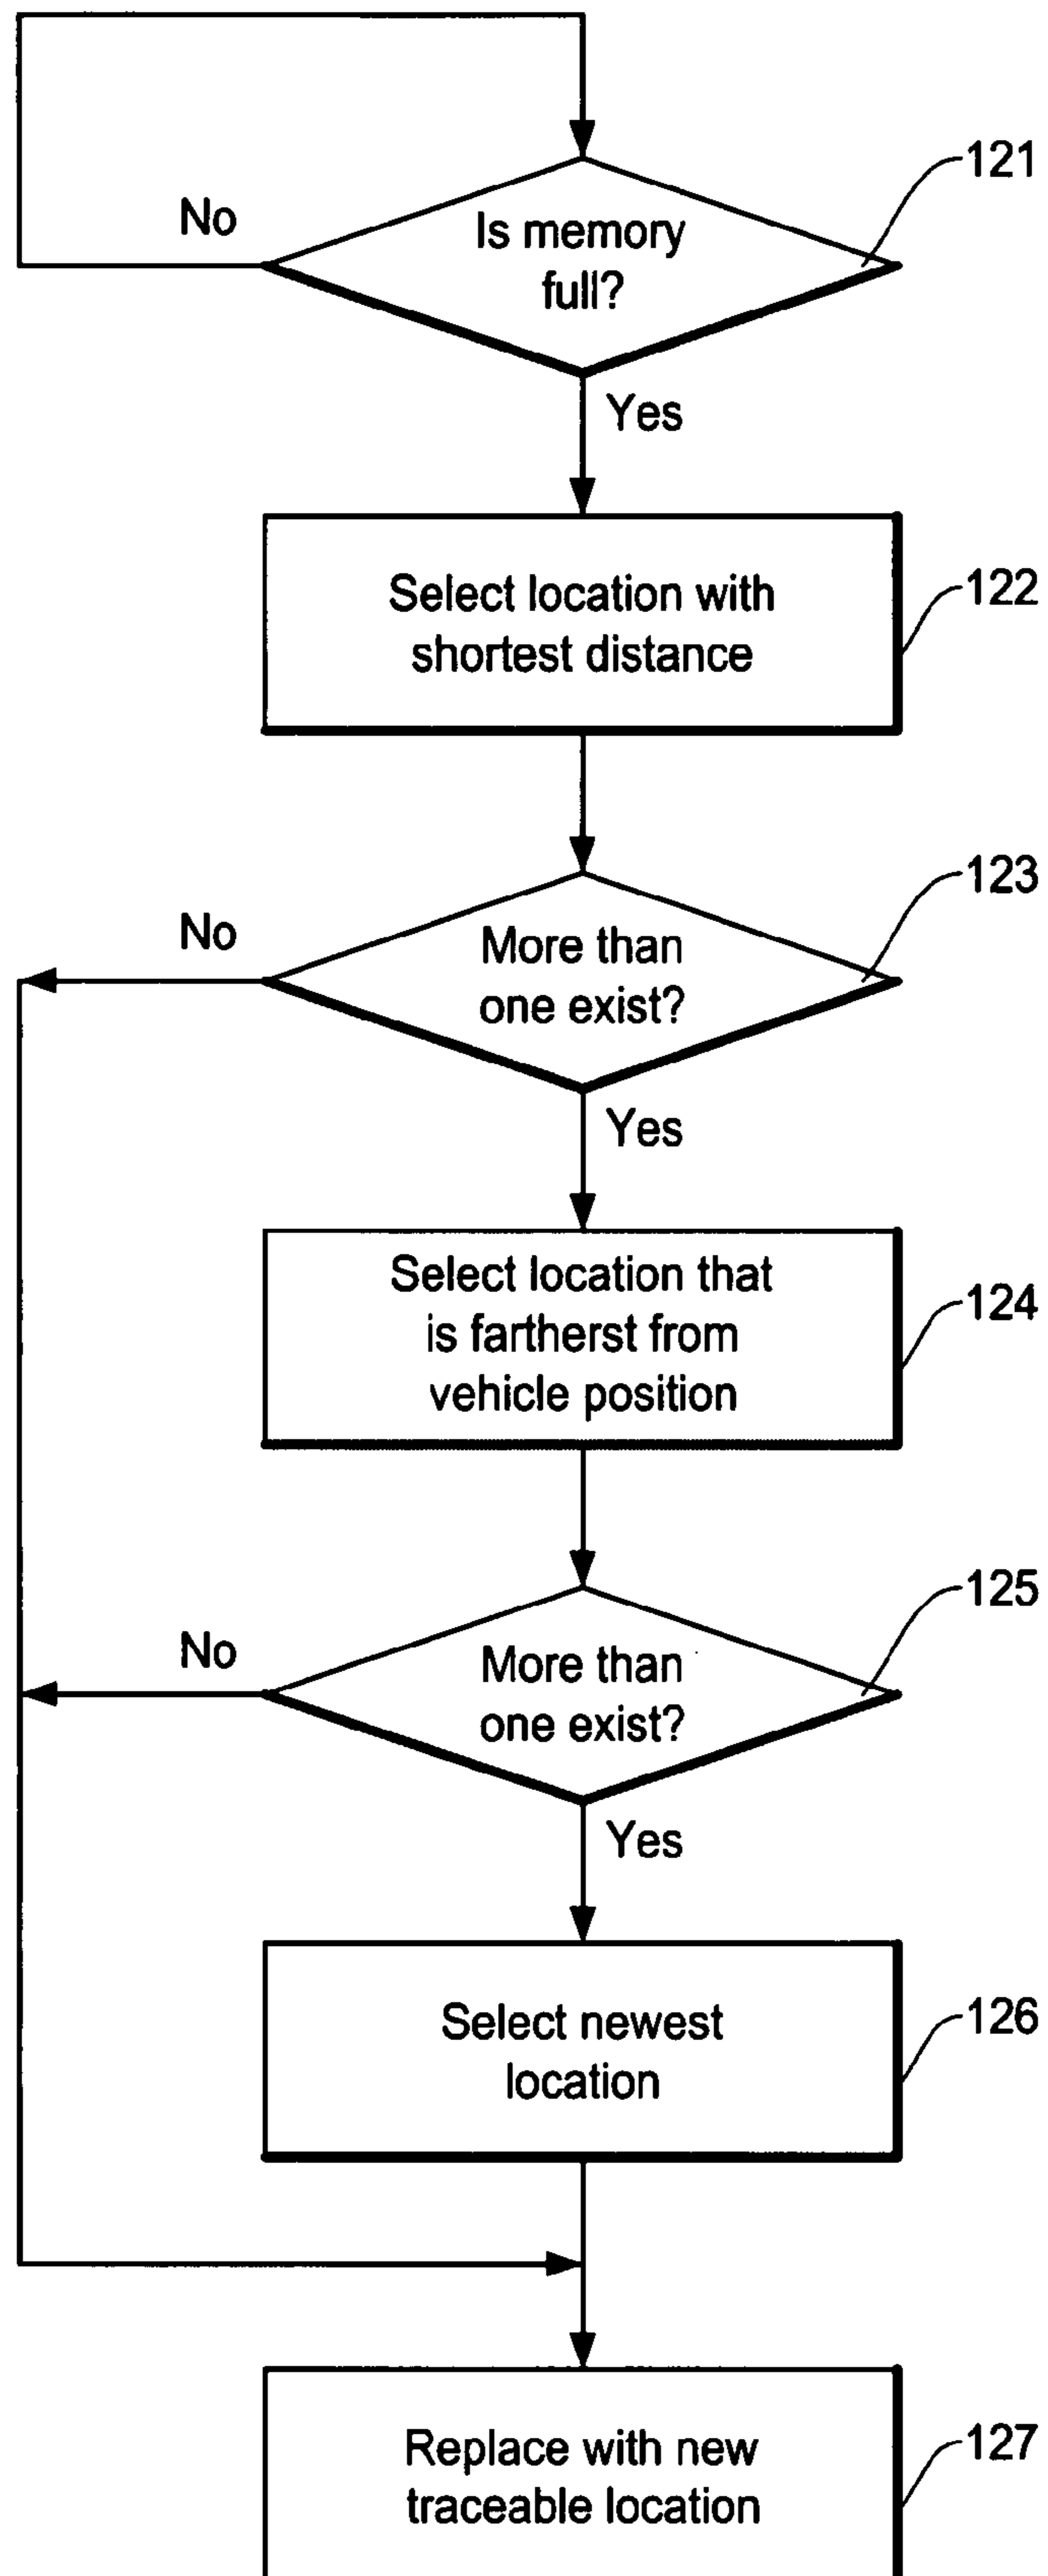 121
No
Is memory
full?
Yes
Select location with
shortest distance
122
123
No
More than
one exist?
Yes
Select location that
is fartherst from
vehicle position
124
125
No
More than
one exist?
Yes
Select newest
location
126
Replace with new
traceable location
127